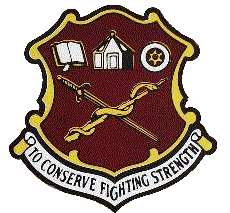 TO CONSERVE FIGHTING STRENGTH